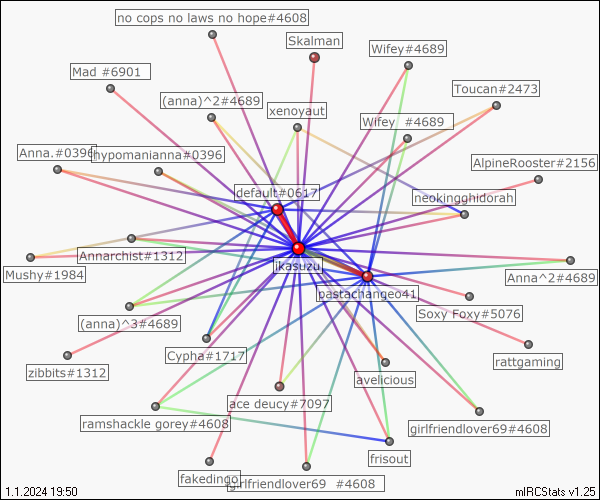 no cops no laws no hope#4608
Skalman
Wifey#4689
Mad #6901
Toucan#2473
(anna)^2#4689
xenoyaut
Wifey #4689
Anna.#0396
hypomanianna#0396
AlpineRooster#2156
default#0617
neokingghidorah
Annarchist#1312
ikasuzu
Mushy#1984
Anna^2#4689
pastachangeo41
Soxy Foxy#5076
(anna)^3#4689
rattgaming
Cypha#1717
zibbits#1312
avelicious
ace deucy#7097
ramshackle gorey#4608
girlfriendlover69#4608
frisout
fakedingo
girlfriendlover69 #4608
1.1.2024 19:50
mIRCStats v1.25